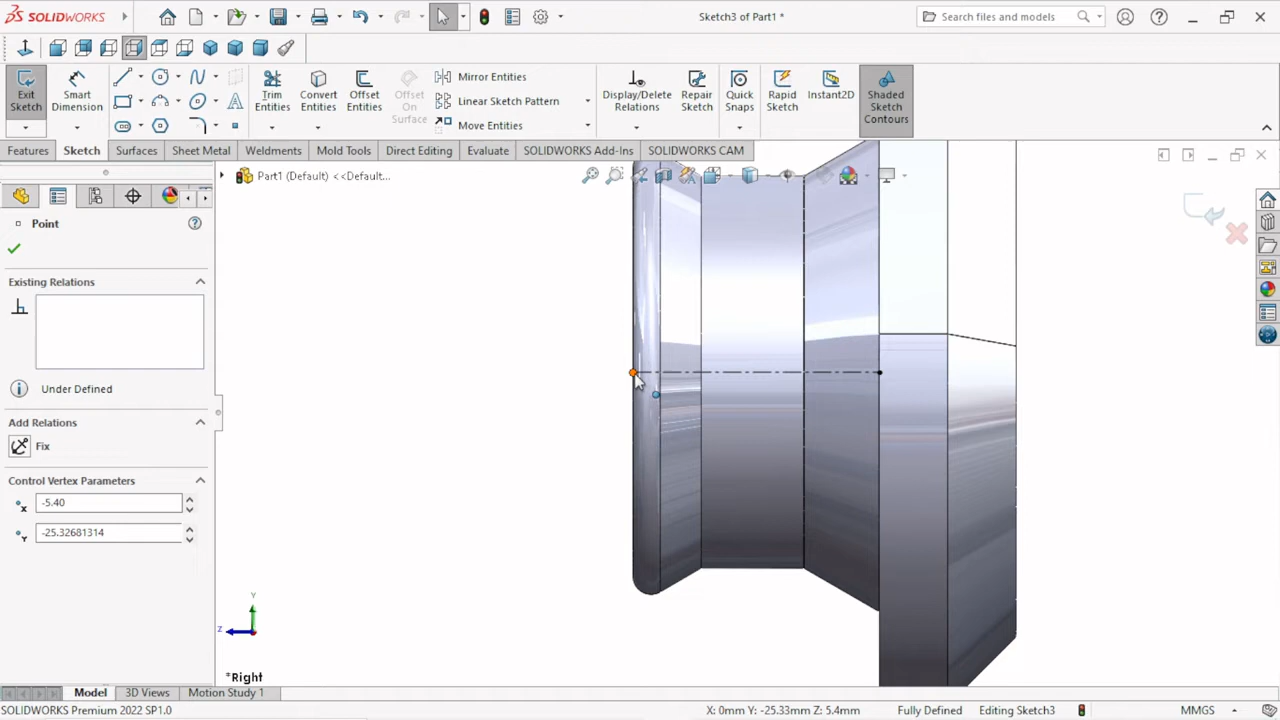 SOLIDWORKS
Sketch3 of Part1 *
Search files and models
Exit
Sketch
Smart
Dimension
Trim
Entities
Convert
Entities
Offset
Entities
Offset
On
Surface
Mirror Entities
Linear Sketch Pattern
Move Entities
Display/Delete
Relations
Repair
Sketch
Quick
Snaps
Rapid
Sketch
Instant2D
Shaded
Sketch
Contours
Features Sketch Surfaces Sheet Metal Weldments Mold Tools Direct Editing Evaluate SOLIDWORKS Add-Ins SOLIDWORKS CAM
Part1 (Default) <<Default...
Point
Existing Relations
Under Defined
Add Relations
Fix
Control Vertex Parameters
x -5.40
Y -25.32681314
Y
Z
*Right
Model 3D Views Motion Study 1
SOLIDWORKS Premium 2022 SP1.0
X: 0mm Y: -25.33mm Z: 5.4mm Fully Defined Editing Sketch3 MMGS